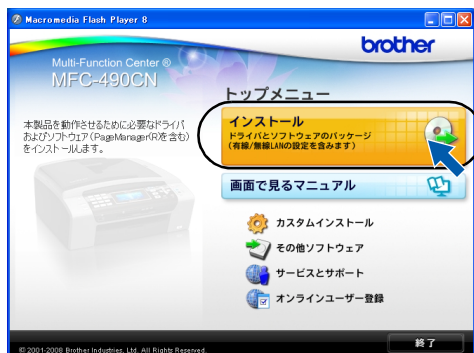 Macromedia Flash Player 8
brother
Multi-Function Center ®
MFC-490CN
トップメニュー
本製品を動作させるために必要なドライバ
およびソフトウェア（PageManager(R)を含む）
をインストールします。
インストール
ドライバとソフトウェアのパッケージ
（有線/無線LANの設定を含みます）
画面で見るマニュアル
カスタムインストール
その他ソフトウェア
サービスとサポート
オンラインユーザー登録
© 2001-2008 Brother Industries, Ltd. All Rights Reserved.
終了